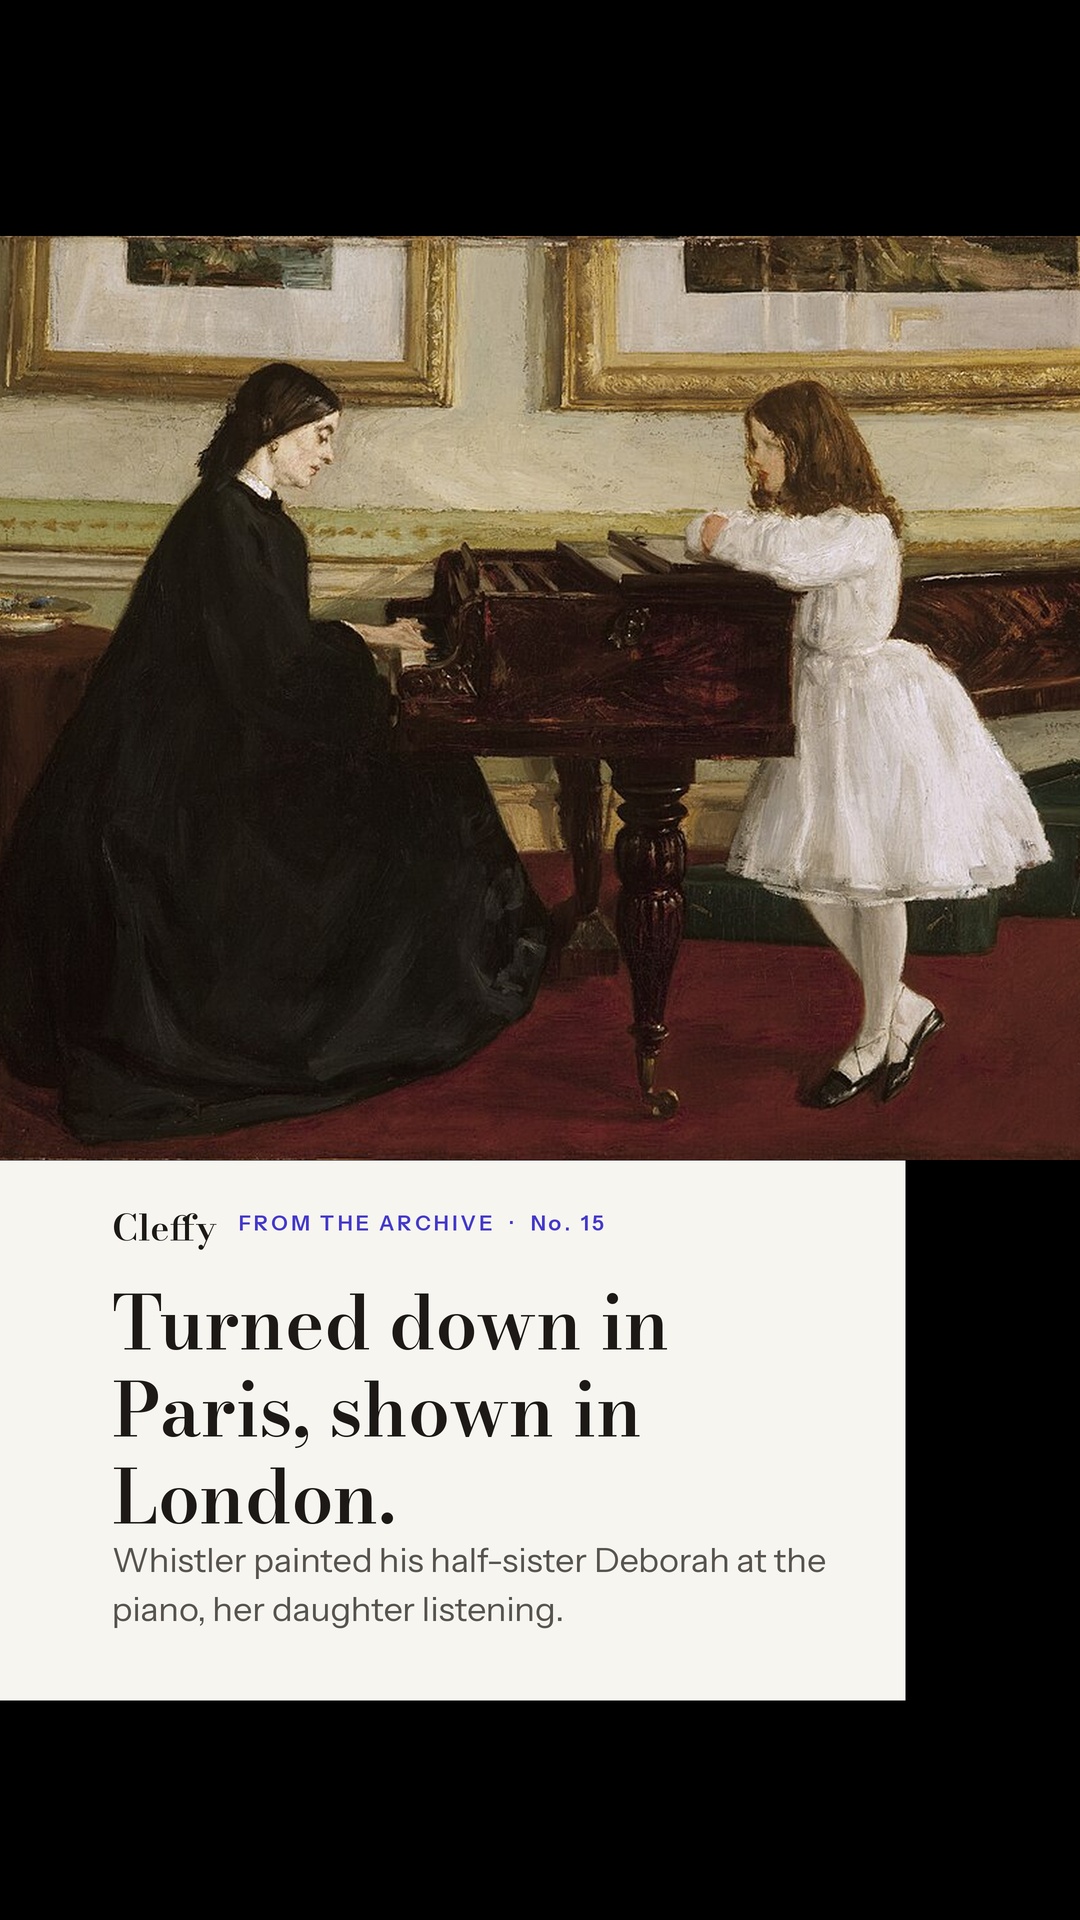 Cleffy FROM THE ARCHIVE · No. 15
Turned down in
Paris, shown in
London.
Whistler painted his half-sister Deborah at the
piano, her daughter listening.